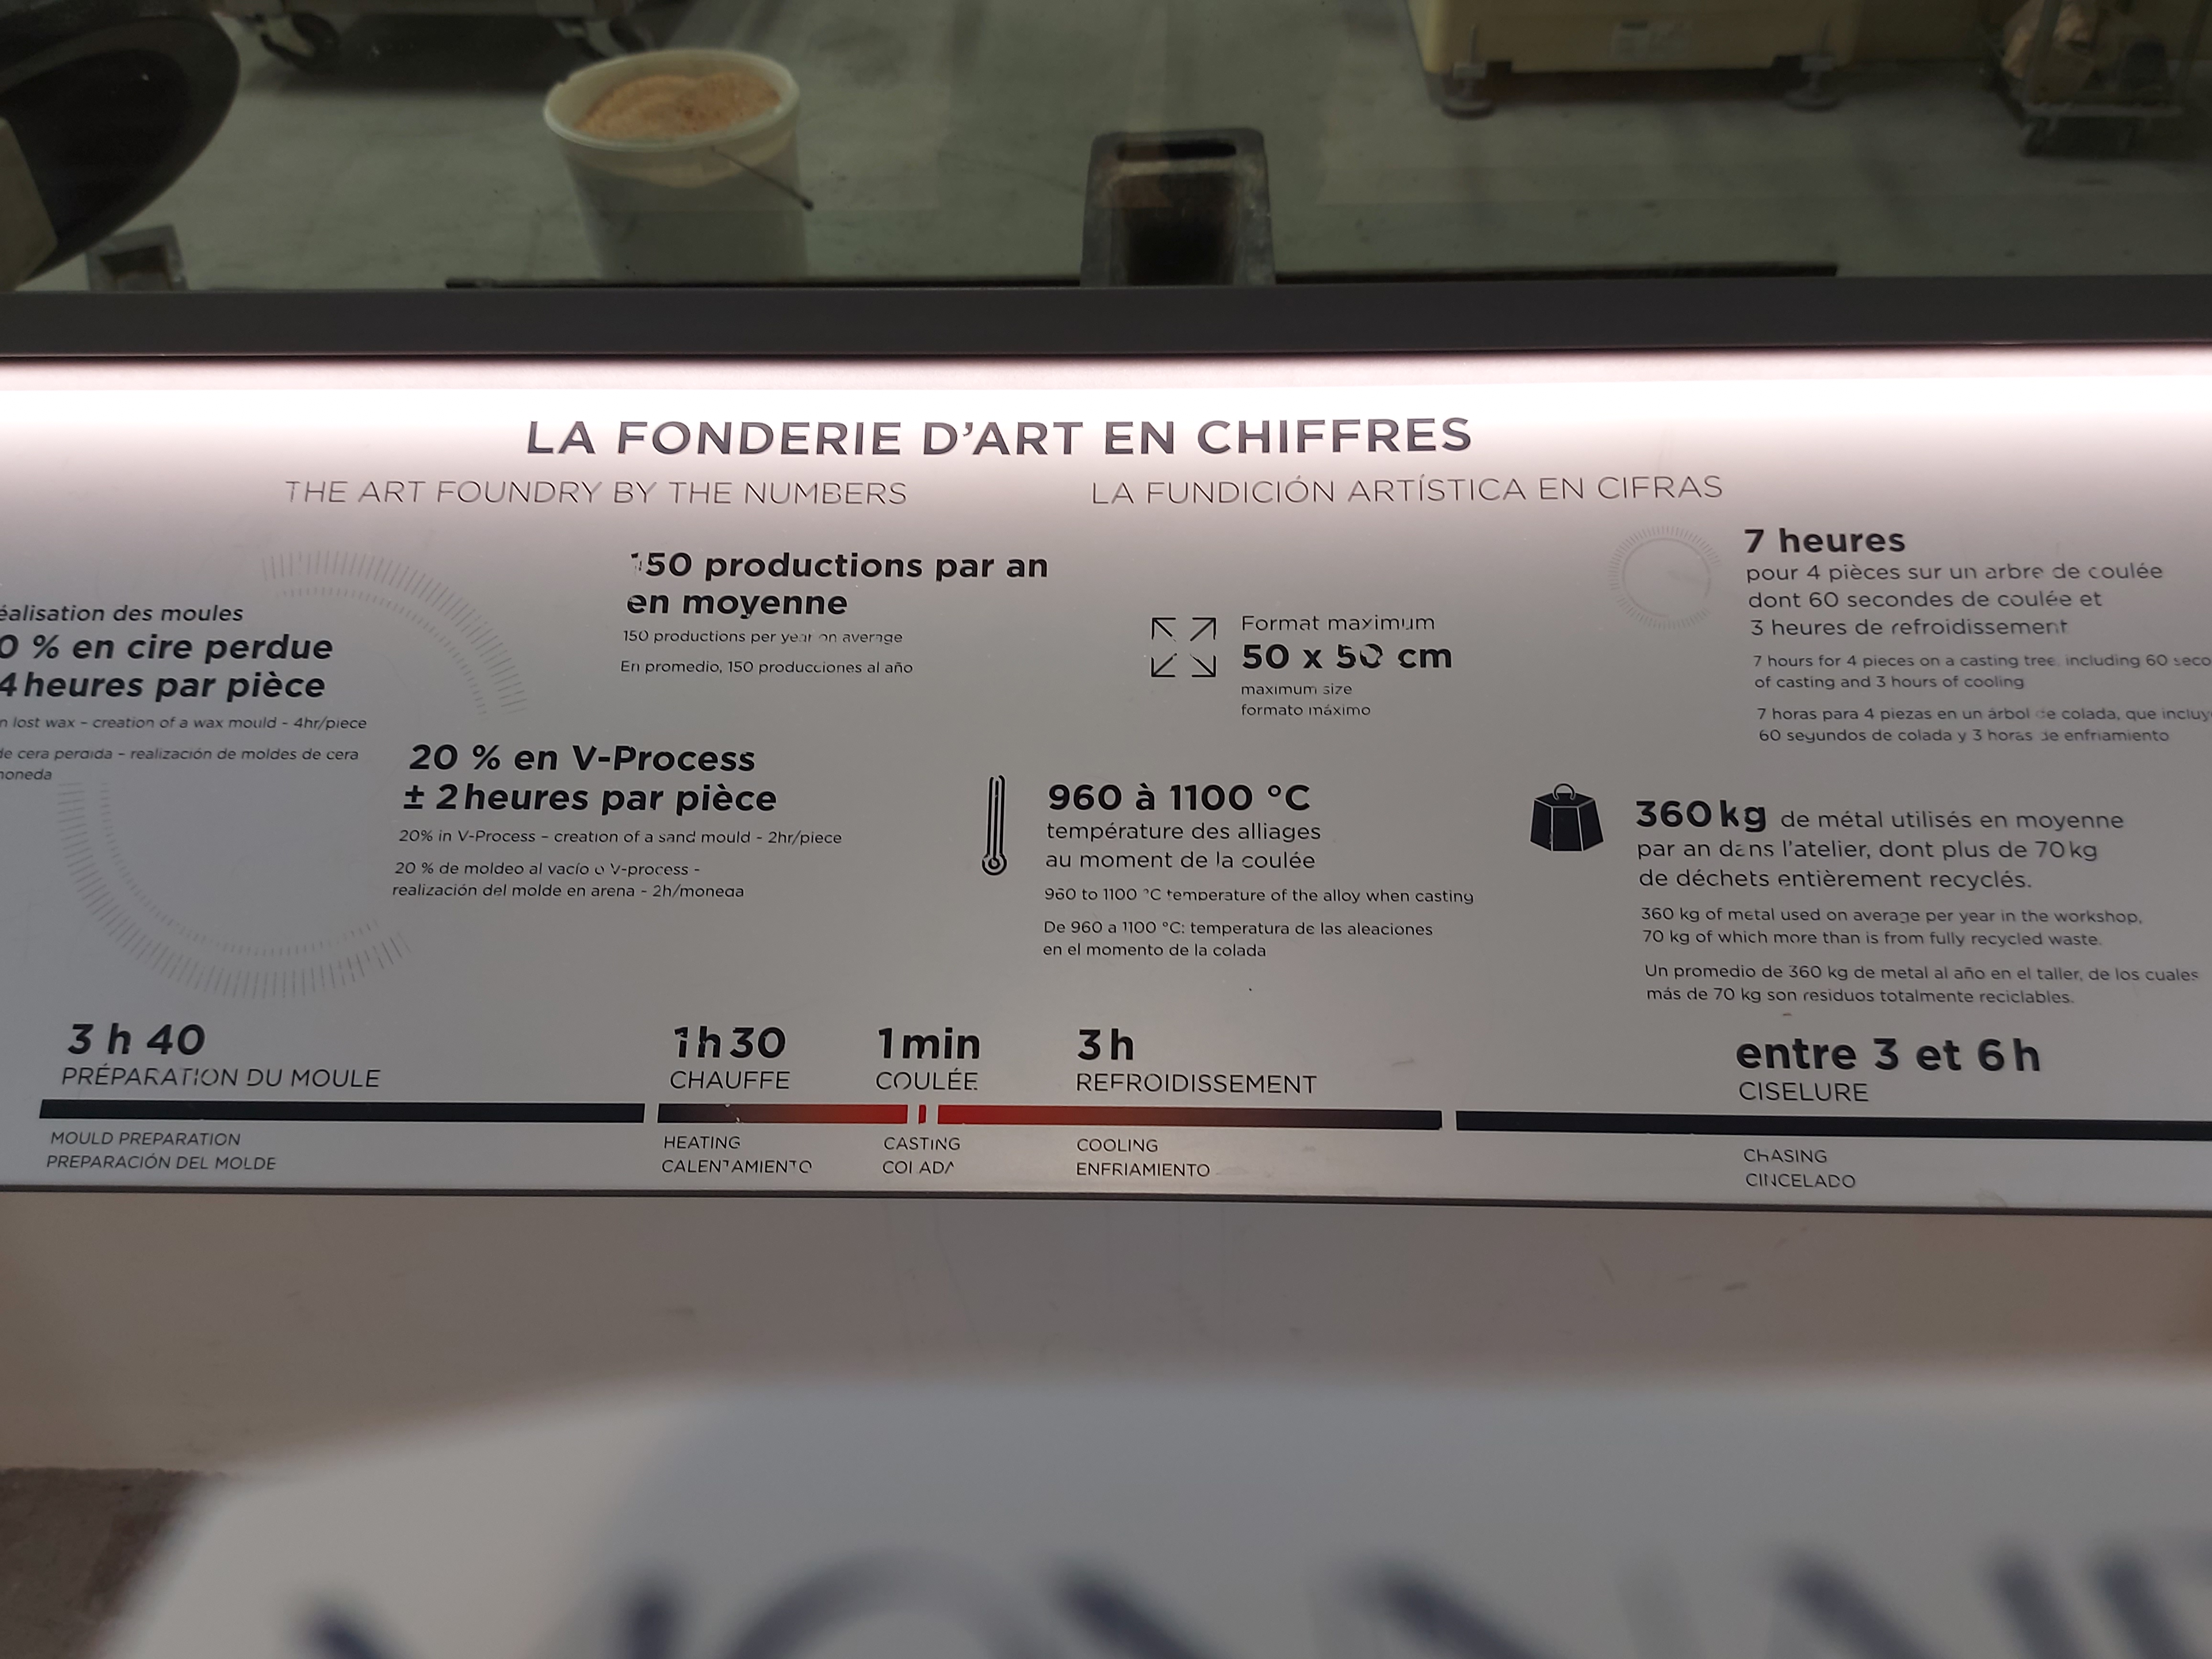 LA FONDERIE D'ART EN CHIFFRES
THE ART FOUNDRY BY THE NUMBERS
LA FUNDICIÓN ARTÍSTICA EN CIFRAS
éalisation des moules
0 % en cire perdue
4 heures par pièce
n lost wax – creation of a wax mould - 4hr/piece
de cera perdida – realización de moldes de cera
moneda
150 productions par an
en moyenne
150 productions per year on average
En promedio, 150 producciones al año
20 % en V-Process
± 2 heures par pièce
20% in V-Process – creation of a sand mould - 2hr/piece
20 % de moldeo al vacío o V-process -
realización del molde en arena - 2h/moneda
Format maximum
50 x 50 cm
maximum size
formato máximo
960 à 1100 °C
température des alliages
au moment de la coulée
960 to 1100 °C temperature of the alloy when casting
De 960 a 1100 °C: temperatura de las aleaciones
en el momento de la colada
7 heures
pour 4 pièces sur un arbre de coulée
dont 60 secondes de coulée et
3 heures de refroidissement
7 hours for 4 pieces on a casting tree, including 60 seco
of casting and 3 hours of cooling
7 horas para 4 piezas en un árbol de colada, que incluy
60 segundos de colada y 3 horas de enfriamiento
360 kg de métal utilisés en moyenne
par an dans l'atelier, dont plus de 70 kg
de déchets entièrement recyclés.
360 kg of metal used on average per year in the workshop,
70 kg of which more than is from fully recycled waste.
Un promedio de 360 kg de metal al año en el taller, de los cuales
más de 70 kg son residuos totalmente reciclables.
3 h 40
PRÉPARATION DU MOULE
MOULD PREPARATION
PREPARACIÓN DEL MOLDE
1 h 30
CHAUFFE
HEATING
CALENTAMIENTO
1 min
COULÉE
CASTING
COLADA
3 h
REFROIDISSEMENT
COOLING
ENFRIAMIENTO
entre 3 et 6 h
CISELURE
CHASING
CINCELADO